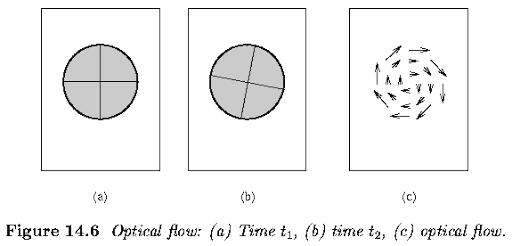 (a) (b) (c)
Figure 14.6 Optical flow: (a) Time t₁, (b) time t₂, (c) optical flow.